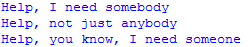 Help, I need somebody
Help, not just anybody
Help, you know, I need someone